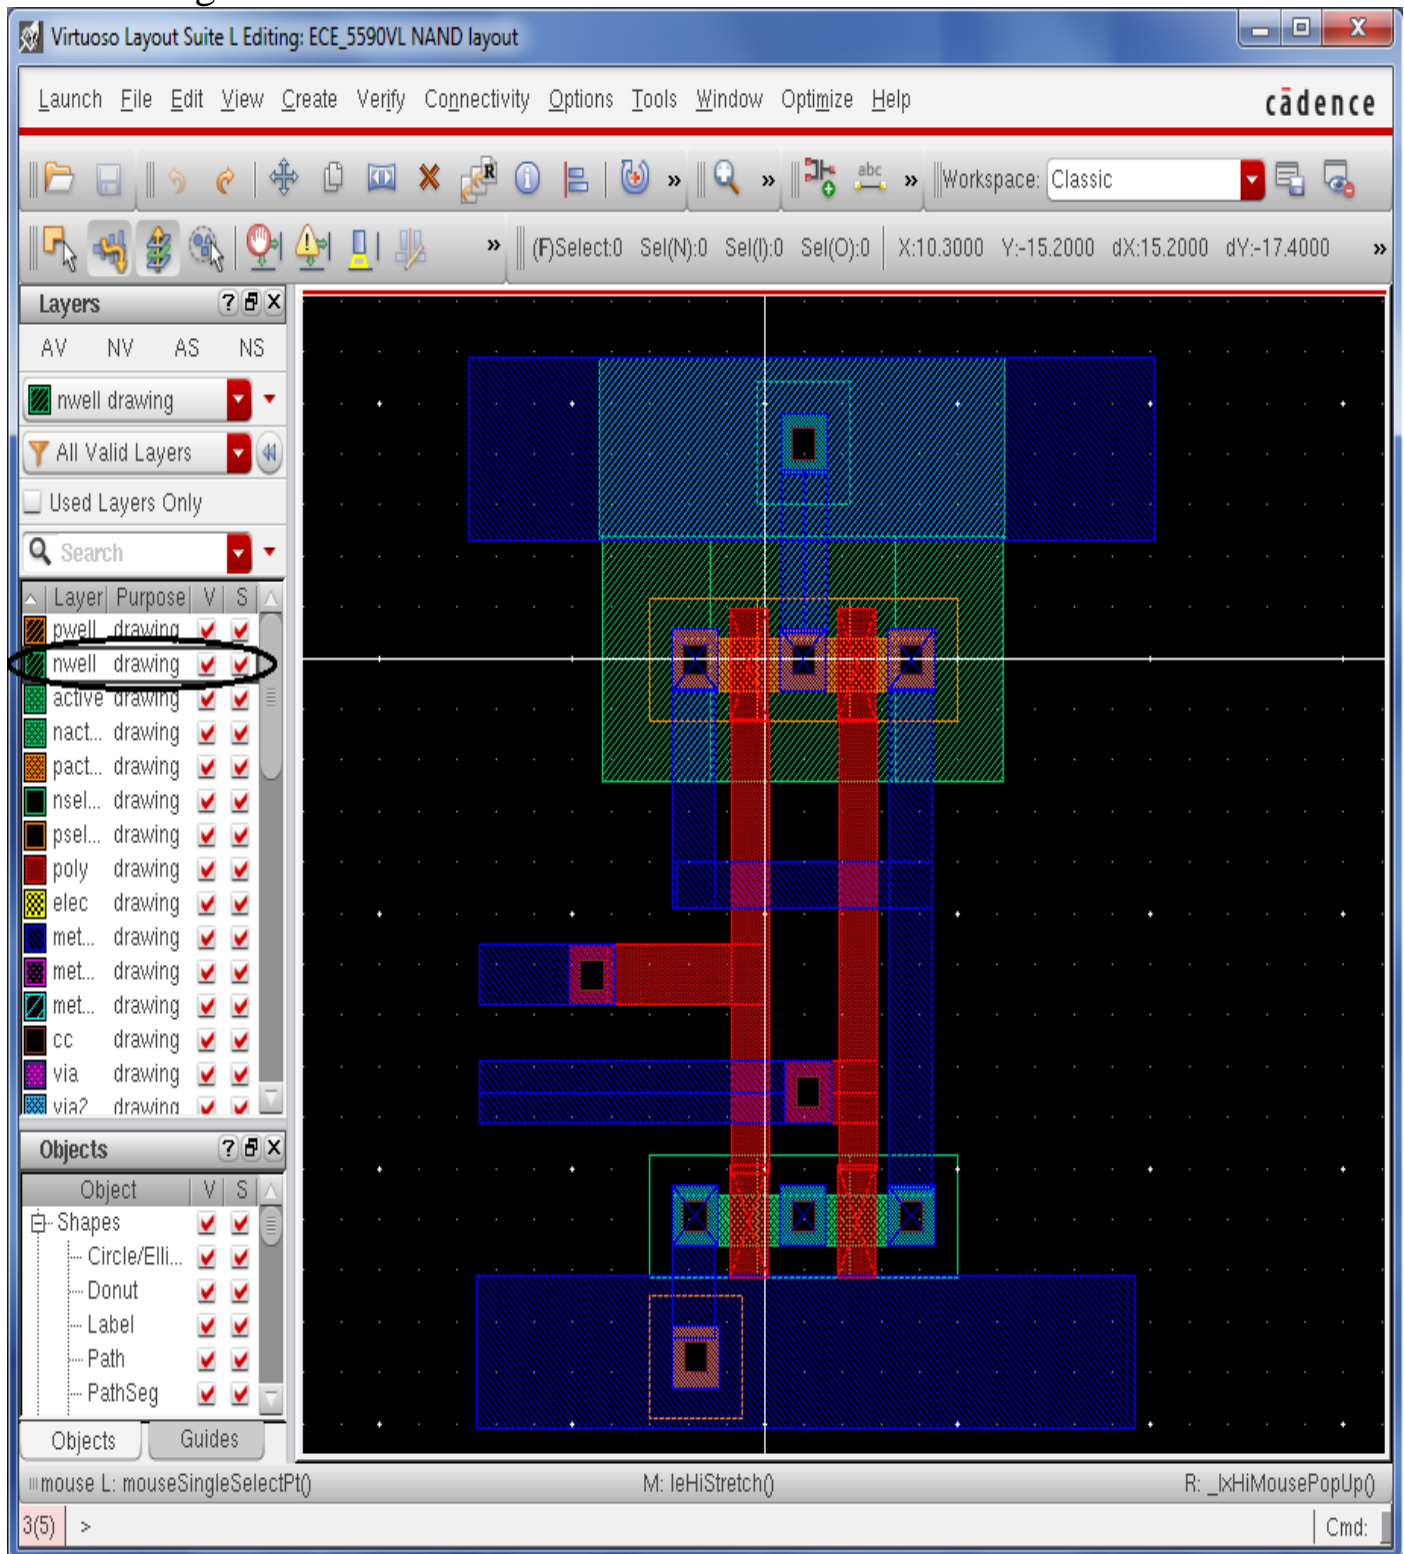 Virtuoso Layout Suite L Editing: ECE_5590VL NAND layout
Launch File Edit View Create Verify Connectivity Options Tools Window Optimize Help cādence
R abc » » » Workspace: Classic
» (F)Select:0 Sel(N):0 Sel(I):0 Sel(O):0 X:10.3000 Y:-15.2000 dX:15.2000 dY:-17.4000 »
Layers
AV NV AS NS
nwell drawing
All Valid Layers
Used Layers Only
Search
Layer Purpose V S
pwell drawing
nwell drawing
active drawing
nact... drawing
pact... drawing
nsel... drawing
psel... drawing
poly drawing
elec drawing
met... drawing
met... drawing
met... drawing
cc drawing
via drawing
via2 drawing
Objects
Object V S
Shapes
Circle/Elli...
Donut
Label
Path
PathSeg
Objects Guides
mouse L: mouseSingleSelectPt() M: leHiStretch() R: _lxHiMousePopUp()
3(5) > Cmd: